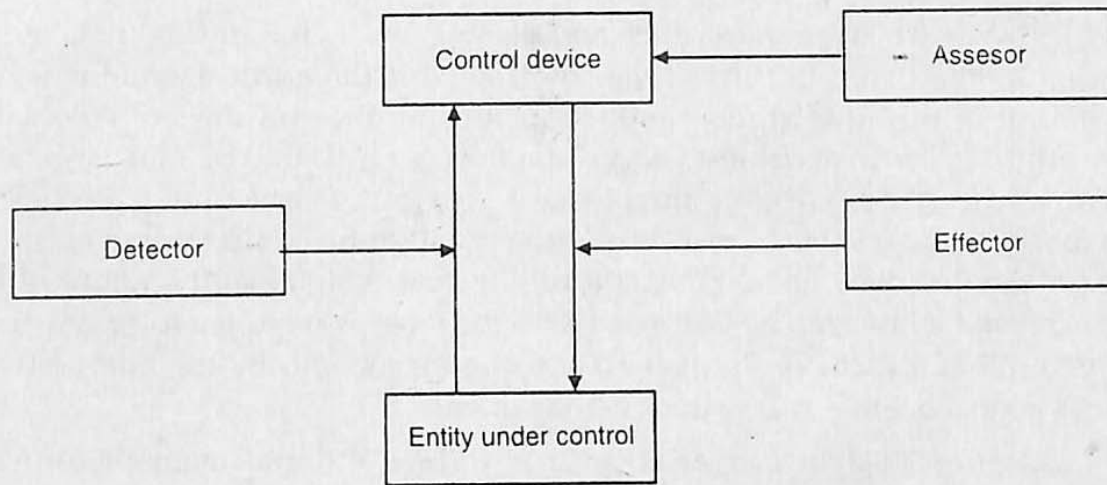 Control device
Assesor
Detector
Effector
Entity under control